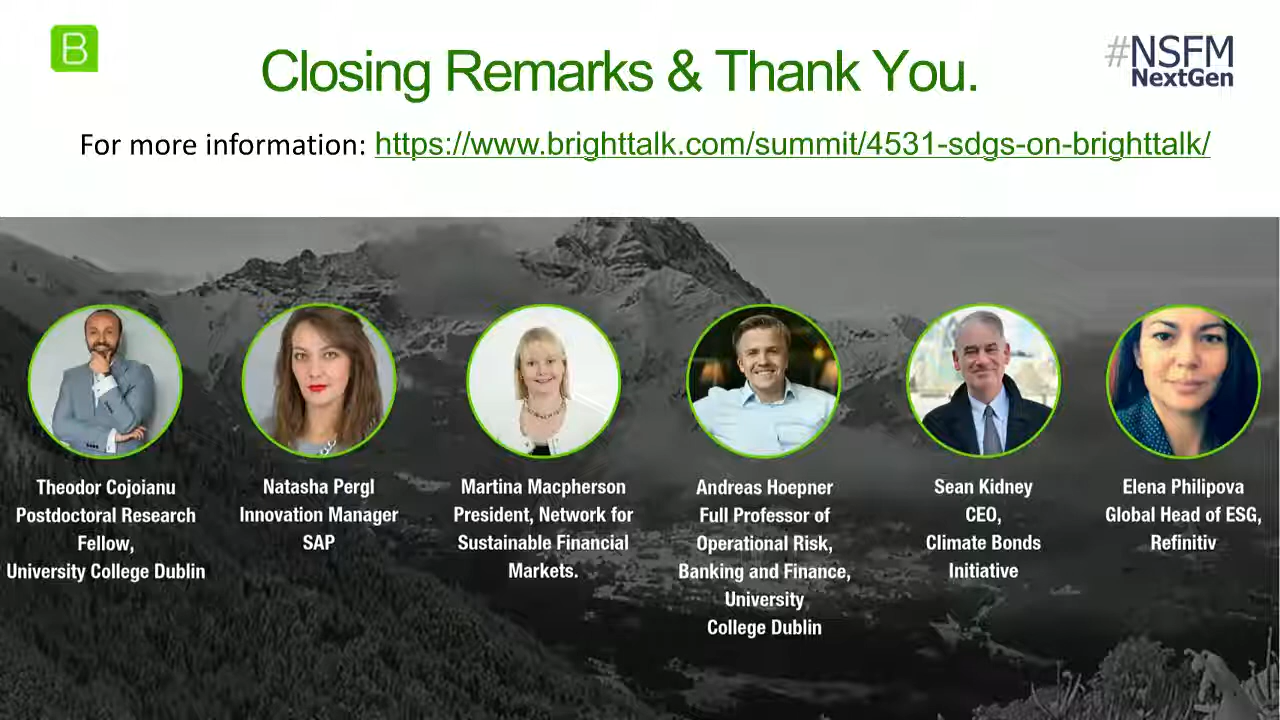 B
Closing Remarks & Thank You.
#NSFM
NextGen
For more information: https://www.brighttalk.com/summit/4531-sdgs-on-brighttalk/
Theodor Cojoianu
Postdoctoral Research
Fellow,
University College Dublin
Natasha Pergl
Innovation Manager
SAP
Martina Macpherson
President, Network for
Sustainable Financial
Markets.
Andreas Hoepner
Full Professor of
Operational Risk,
Banking and Finance,
University
College Dublin
Sean Kidney
CEO,
Climate Bonds
Initiative
Elena Philipova
Global Head of ESG,
Refinitiv